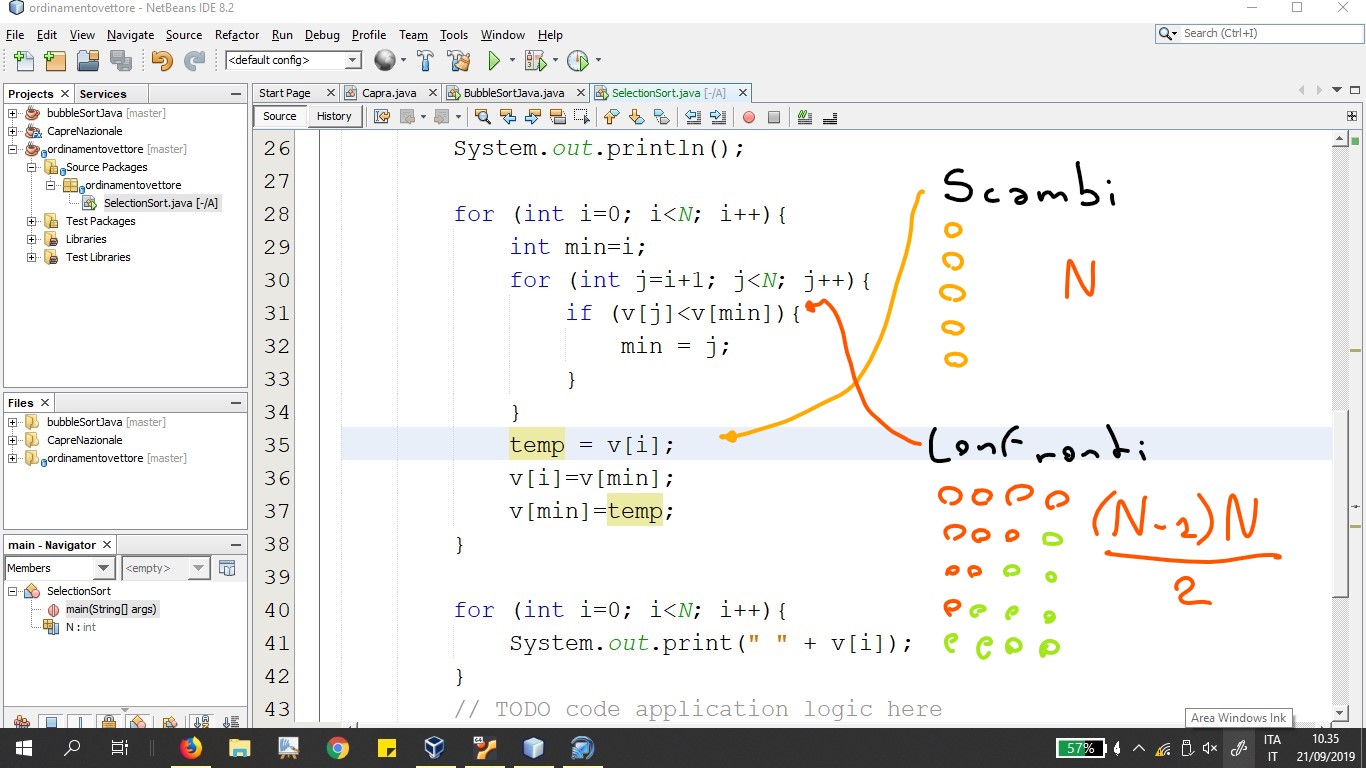 ordinamentovettore - NetBeans IDE 8.2
File Edit View Navigate Source Refactor Run Debug Profile Team Tools Window Help
Search (Ctrl+I)
<default config>
Projects Services
bubbleSortJava [master]
CapreNazionale
ordinamentovettore [master]
Source Packages
ordinamentovettore
SelectionSort.java [-/A]
Test Packages
Libraries
Test Libraries
Files
bubbleSortJava [master]
CapreNazionale
ordinamentovettore [master]
main - Navigator
Members <empty>
SelectionSort
main(String[] args)
N : int
Start Page Capra.java BubbleSortJava.java SelectionSort.java [-/A]
Source History
26 System.out.println();
27
28 for (int i=0; i<N; i++){
29 int min=i;
30 for (int j=i+1; j<N; j++){
31 if (v[j]<v[min]){
32 min = j;
33 }
34 }
35 temp = v[i];
36 v[i]=v[min];
37 v[min]=temp;
38 }
39
40 for (int i=0; i<N; i++){
41 System.out.print(" " + v[i]);
42 }
43 // TODO code application logic here
Scambi
N
Confronti
(N-1)N
2
Area Windows Ink
57%
ITA
IT
10.35
21/09/2019